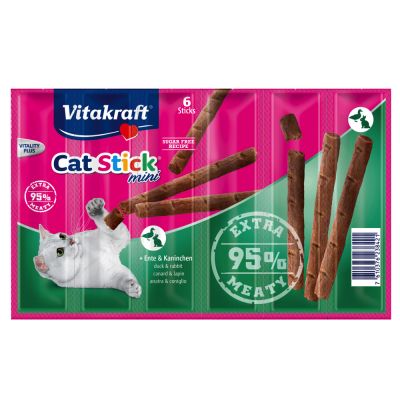 Vitakraft
6
Sticks
VITALITY
PLUS
SUGAR FREE
RECIPE
Cat Stick
mini
EXTRA
95%
MEATY
+ Ente & Kaninchen
duck & rabbit
canard & lapin
anatra & coniglio
EXTRA
95%
MEATY